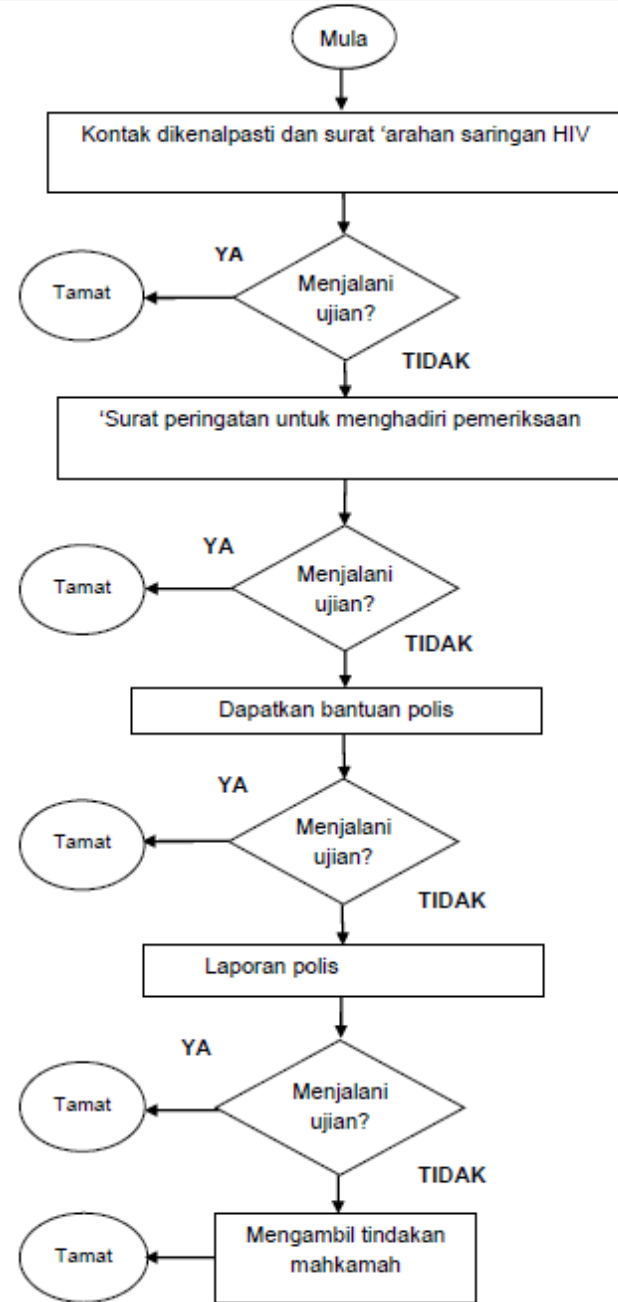 Mula
Kontak dikenalpasti dan surat ‘arahan saringan HIV
YA
Tamat
Menjalani
ujian?
TIDAK
‘Surat peringatan untuk menghadiri pemeriksaan
YA
Tamat
Menjalani
ujian?
TIDAK
Dapatkan bantuan polis
YA
Tamat
Menjalani
ujian?
TIDAK
Laporan polis
YA
Tamat
Menjalani
ujian?
TIDAK
Tamat
Mengambil tindakan
mahkamah